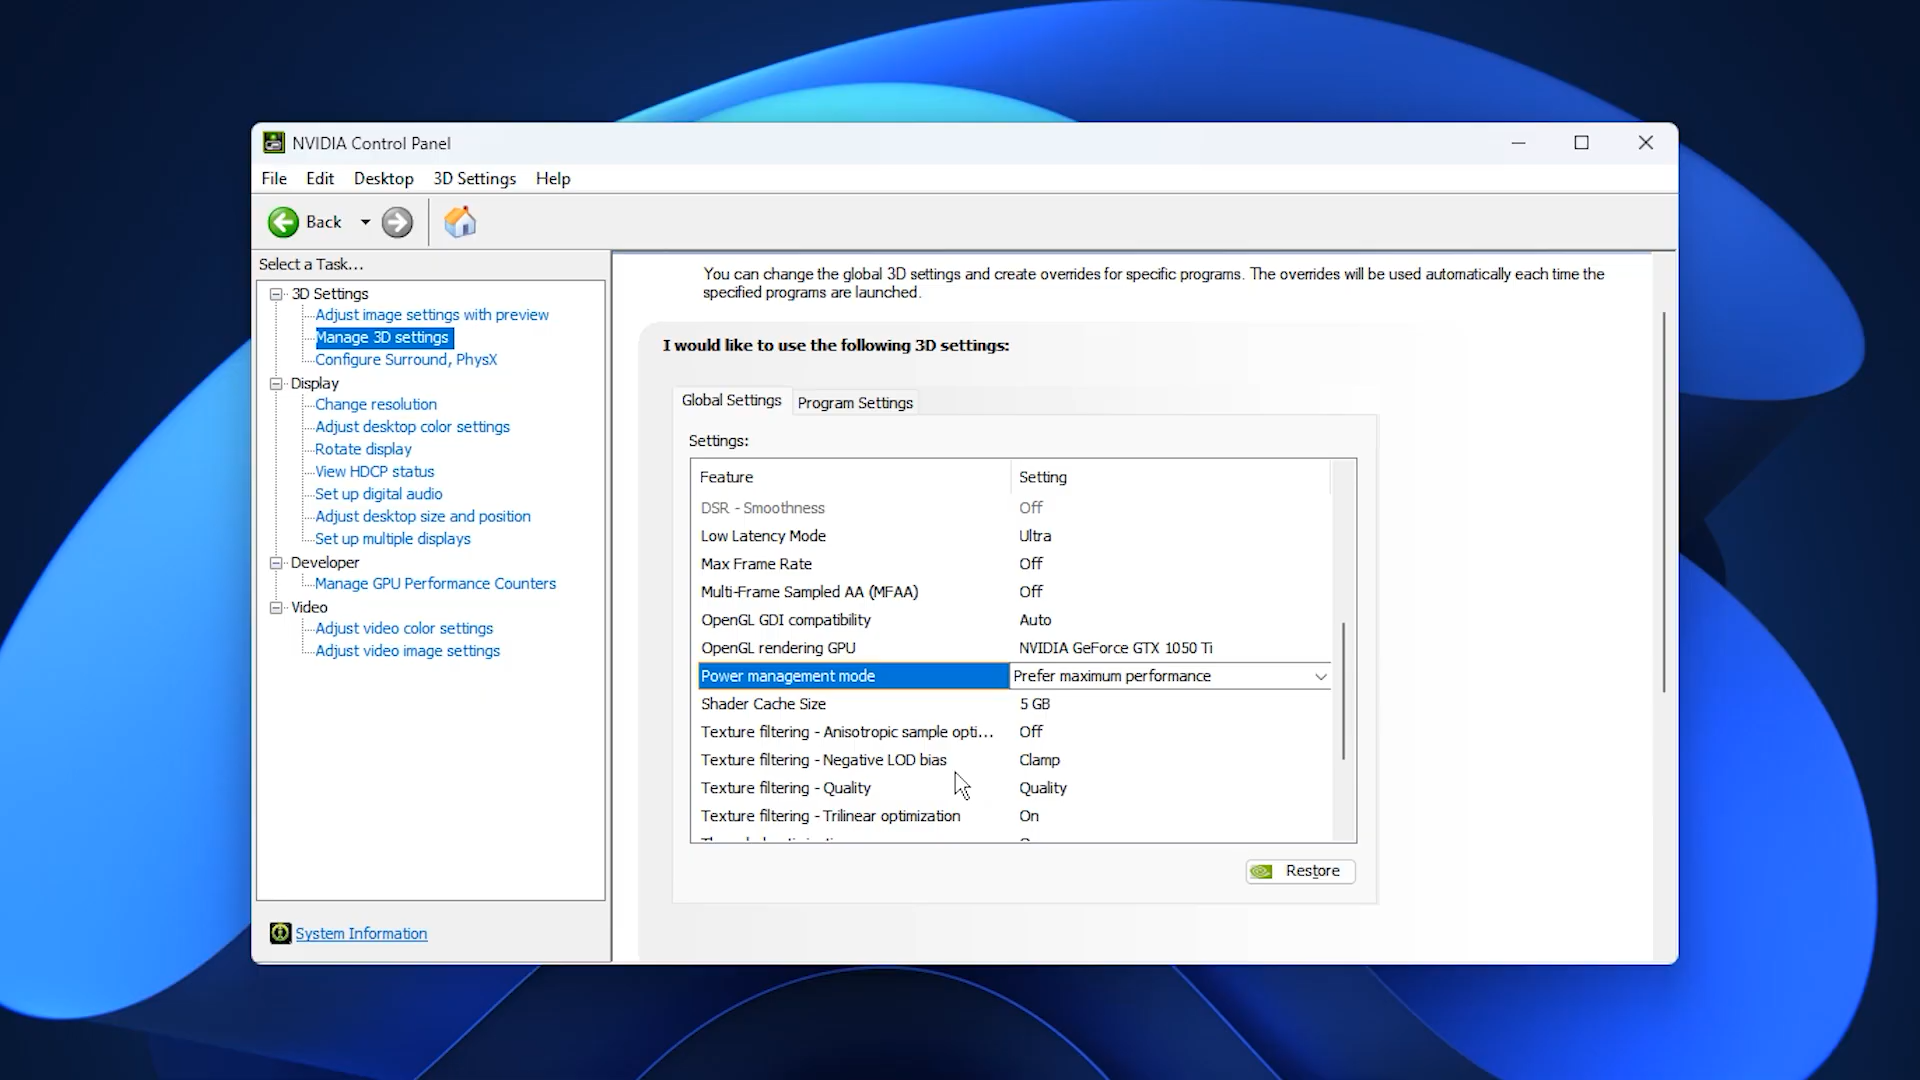 NVIDIA Control Panel
File Edit Desktop 3D Settings Help
Back
Select a Task...
3D Settings
Adjust image settings with preview
Manage 3D settings
Configure Surround, PhysX
Display
Change resolution
Adjust desktop color settings
Rotate display
View HDCP status
Set up digital audio
Adjust desktop size and position
Set up multiple displays
Developer
Manage GPU Performance Counters
Video
Adjust video color settings
Adjust video image settings
System Information
You can change the global 3D settings and create overrides for specific programs. The overrides will be used automatically each time the
specified programs are launched.
I would like to use the following 3D settings:
Global Settings Program Settings
Settings:
Feature Setting
DSR - Smoothness Off
Low Latency Mode Ultra
Max Frame Rate Off
Multi-Frame Sampled AA (MFAA) Off
OpenGL GDI compatibility Auto
OpenGL rendering GPU NVIDIA GeForce GTX 1050 Ti
Power management mode Prefer maximum performance
Shader Cache Size 5 GB
Texture filtering - Anisotropic sample opti... Off
Texture filtering - Negative LOD bias Clamp
Texture filtering - Quality Quality
Texture filtering - Trilinear optimization On
Restore